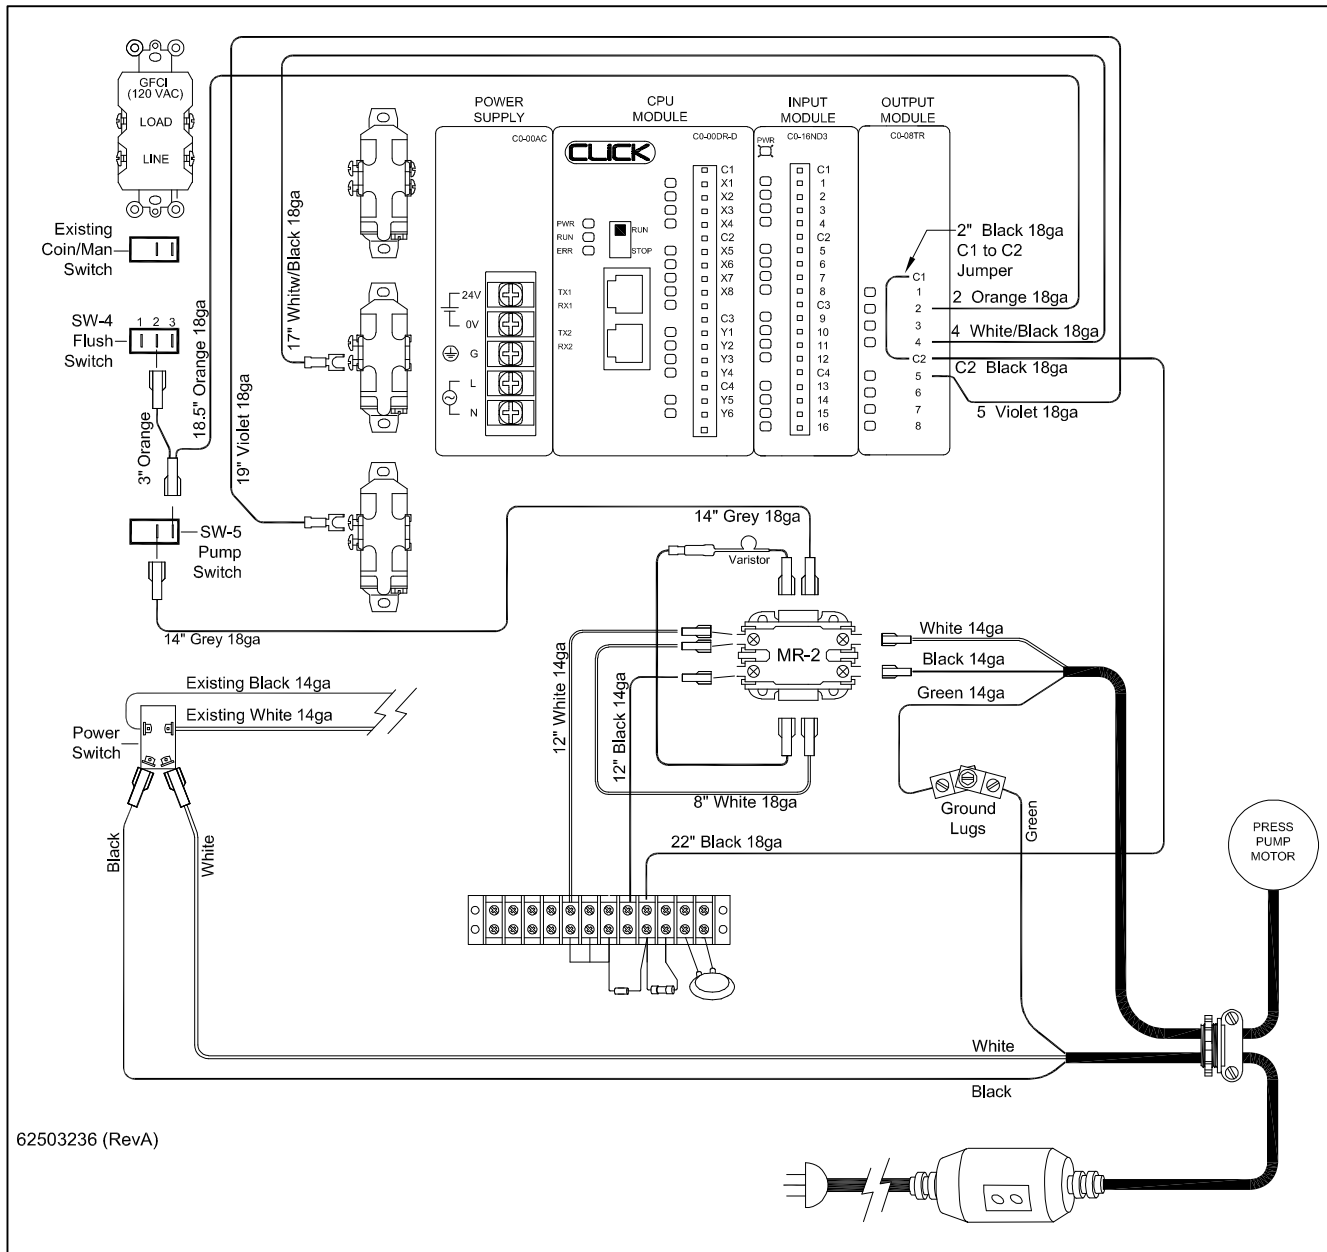 GFCI
(120 VAC)
LOAD
LINE
Existing
Coin/Man
Switch
SW-4
Flush
Switch
1 2 3
3" Orange
18.5" Orange 18ga
19" Violet 18ga
17" Whitw/Black 18ga
SW-5
Pump
Switch
14" Grey 18ga
POWER
SUPPLY
C0-00AC
24V
0V
G
L
N
CPU
MODULE
C0-00DR-D
CLICK
PWR
RUN
ERR
RUN
STOP
TX1
RX1
TX2
RX2
C1
X1
X2
X3
X4
C2
X5
X6
X7
X8
C3
Y1
Y2
Y3
Y4
C4
Y5
Y6
INPUT
MODULE
C0-16ND3
PWR
C1
1
2
3
4
C2
5
6
7
8
C3
9
10
11
12
C4
13
14
15
16
OUTPUT
MODULE
C0-08TR
C1
1
2
3
4
C2
5
6
7
8
2" Black 18ga
C1 to C2
Jumper
2 Orange 18ga
4 White/Black 18ga
C2 Black 18ga
5 Violet 18ga
14" Grey 18ga
Varistor
MR-2
12" White 14ga
12" Black 14ga
8" White 18ga
22" Black 18ga
White 14ga
Black 14ga
Green 14ga
Ground
Lugs
Green
PRESS
PUMP
MOTOR
Existing Black 14ga
Existing White 14ga
Power
Switch
Black
White
White
Black
62503236 (RevA)